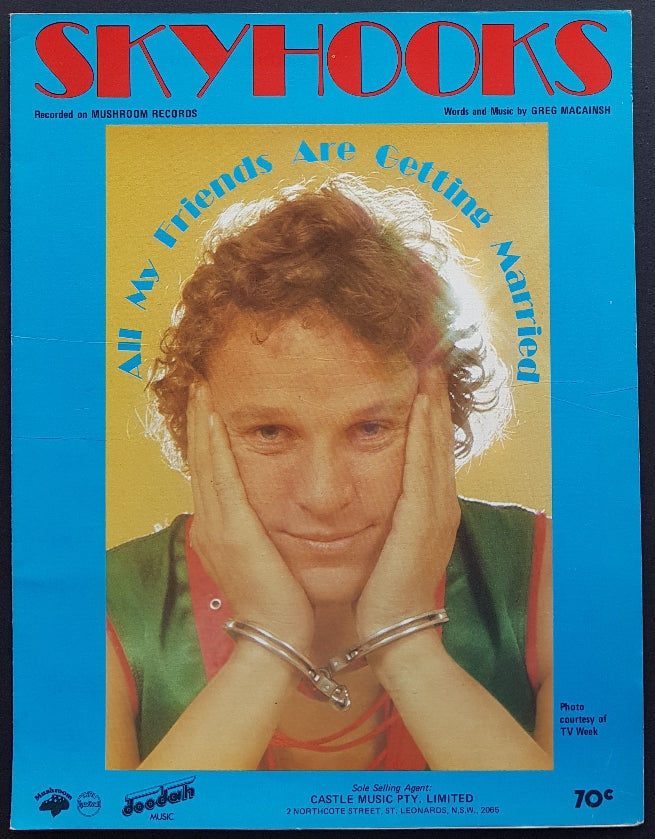 SKYHOOKS
Recorded on MUSHROOM RECORDS
Words and Music by GREG MACAINSH
All My Friends Are Getting Married
Photo
courtesy of
TV Week
Mushroom
doodah
MUSIC
Sole Selling Agent:
CASTLE MUSIC PTY. LIMITED
2 NORTHCOTE STREET, ST. LEONARDS, N.S.W., 2065
70c